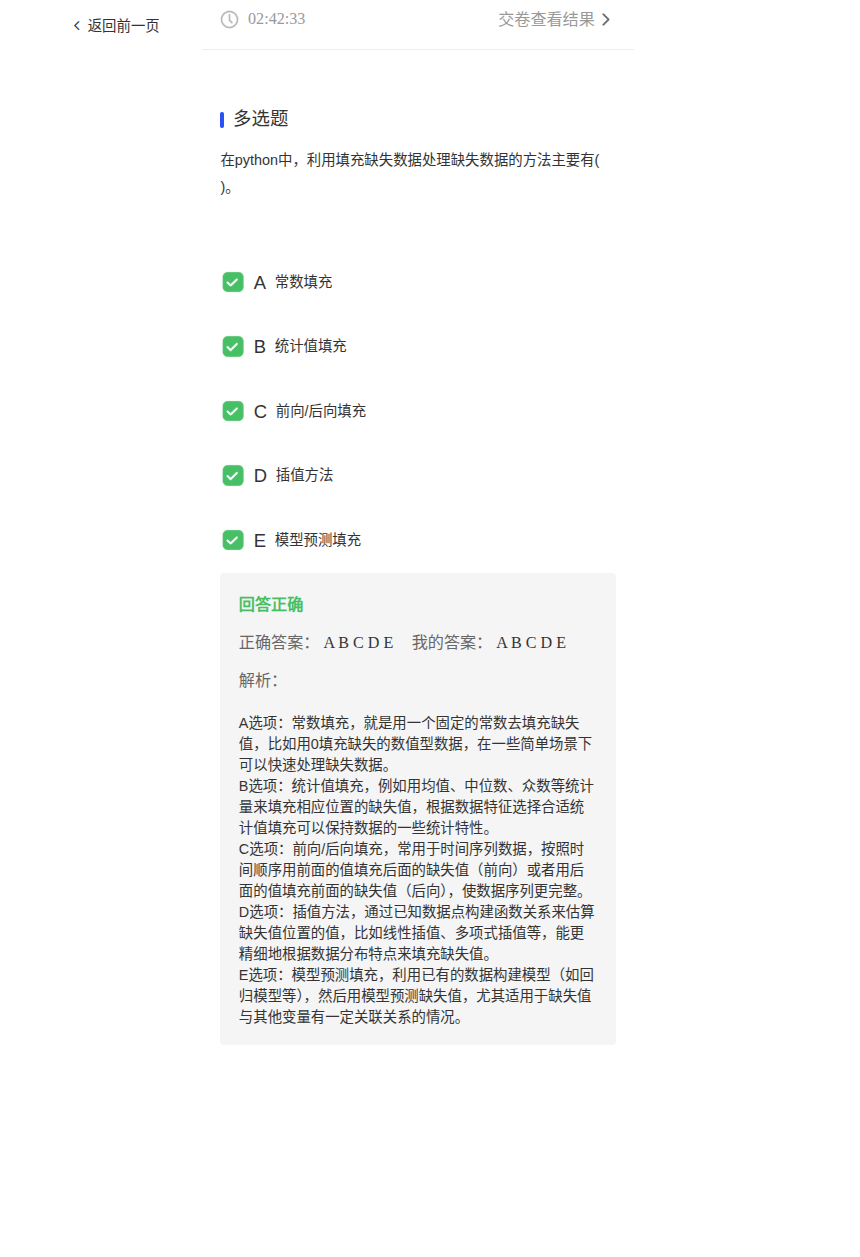 返回前一页
02:42:33
交卷查看结果
多选题
在python中，利用填充缺失数据处理缺失数据的方法主要有(
)。
A 常数填充
B 统计值填充
C 前向/后向填充
D 插值方法
E 模型预测填充
回答正确
正确答案： A B C D E 我的答案： A B C D E
解析：
A选项：常数填充，就是用一个固定的常数去填充缺失
值，比如用0填充缺失的数值型数据，在一些简单场景下
可以快速处理缺失数据。
B选项：统计值填充，例如用均值、中位数、众数等统计
量来填充相应位置的缺失值，根据数据特征选择合适统
计值填充可以保持数据的一些统计特性。
C选项：前向/后向填充，常用于时间序列数据，按照时
间顺序用前面的值填充后面的缺失值（前向）或者用后
面的值填充前面的缺失值（后向），使数据序列更完整。
D选项：插值方法，通过已知数据点构建函数关系来估算
缺失值位置的值，比如线性插值、多项式插值等，能更
精细地根据数据分布特点来填充缺失值。
E选项：模型预测填充，利用已有的数据构建模型（如回
归模型等），然后用模型预测缺失值，尤其适用于缺失值
与其他变量有一定关联关系的情况。